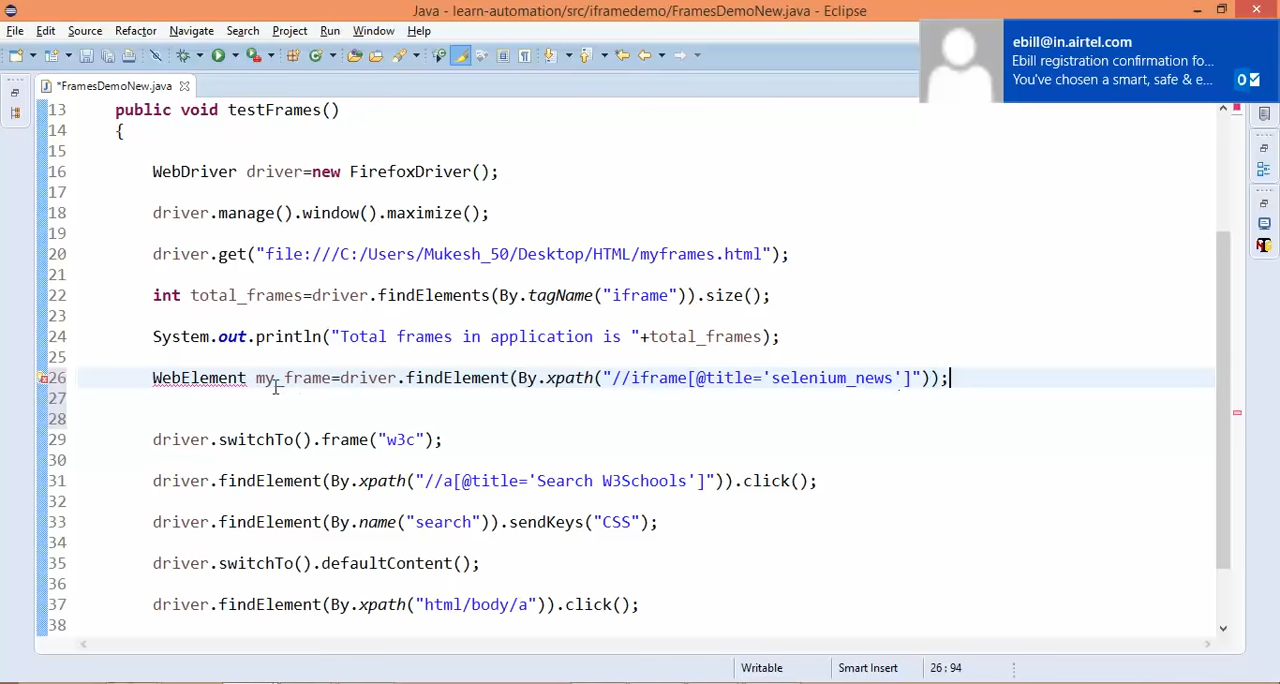 Java - learn-automation/src/iframedemo/FramesDemoNew.java - Eclipse
File Edit Source Refactor Navigate Search Project Run Window Help
ebill@in.airtel.com
Ebill registration confirmation fo...
You've chosen a smart, safe & e...
*FramesDemoNew.java
13 public void testFrames()
14 {
15
16 WebDriver driver=new FirefoxDriver();
17
18 driver.manage().window().maximize();
19
20 driver.get("file:///C:/Users/Mukesh_50/Desktop/HTML/myframes.html");
21
22 int total_frames=driver.findElements(By.tagName("iframe")).size();
23
24 System.out.println("Total frames in application is "+total_frames);
25
26 WebElement my_frame=driver.findElement(By.xpath("//iframe[@title='selenium_news']"));
27
28
29 driver.switchTo().frame("w3c");
30
31 driver.findElement(By.xpath("//a[@title='Search W3Schools']")).click();
32
33 driver.findElement(By.name("search")).sendKeys("CSS");
34
35 driver.switchTo().defaultContent();
36
37 driver.findElement(By.xpath("html/body/a")).click();
38
Writable Smart Insert 26:94